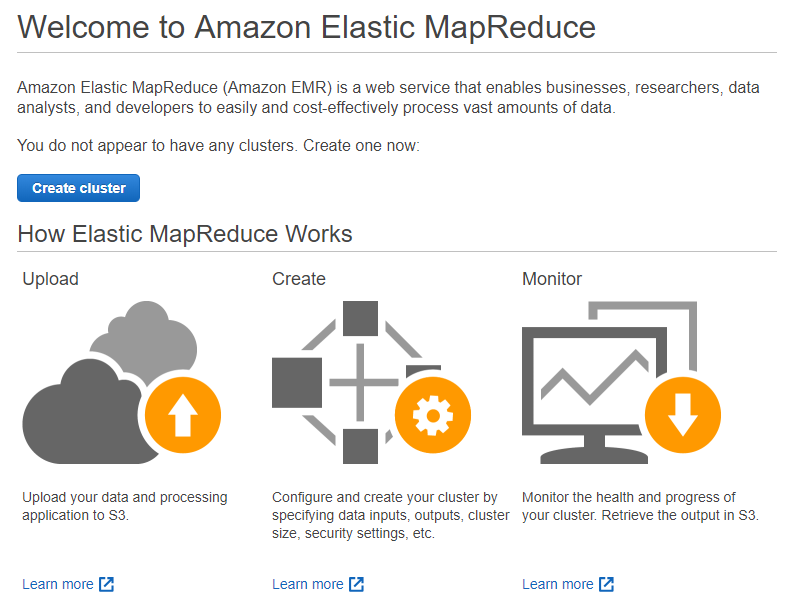 Welcome to Amazon Elastic MapReduce
Amazon Elastic MapReduce (Amazon EMR) is a web service that enables businesses, researchers, data
analysts, and developers to easily and cost-effectively process vast amounts of data.
You do not appear to have any clusters. Create one now:
Create cluster
How Elastic MapReduce Works
Upload
Upload your data and processing
application to S3.
Learn more
Create
Configure and create your cluster by
specifying data inputs, outputs, cluster
size, security settings, etc.
Learn more
Monitor
Monitor the health and progress of
your cluster. Retrieve the output in S3.
Learn more